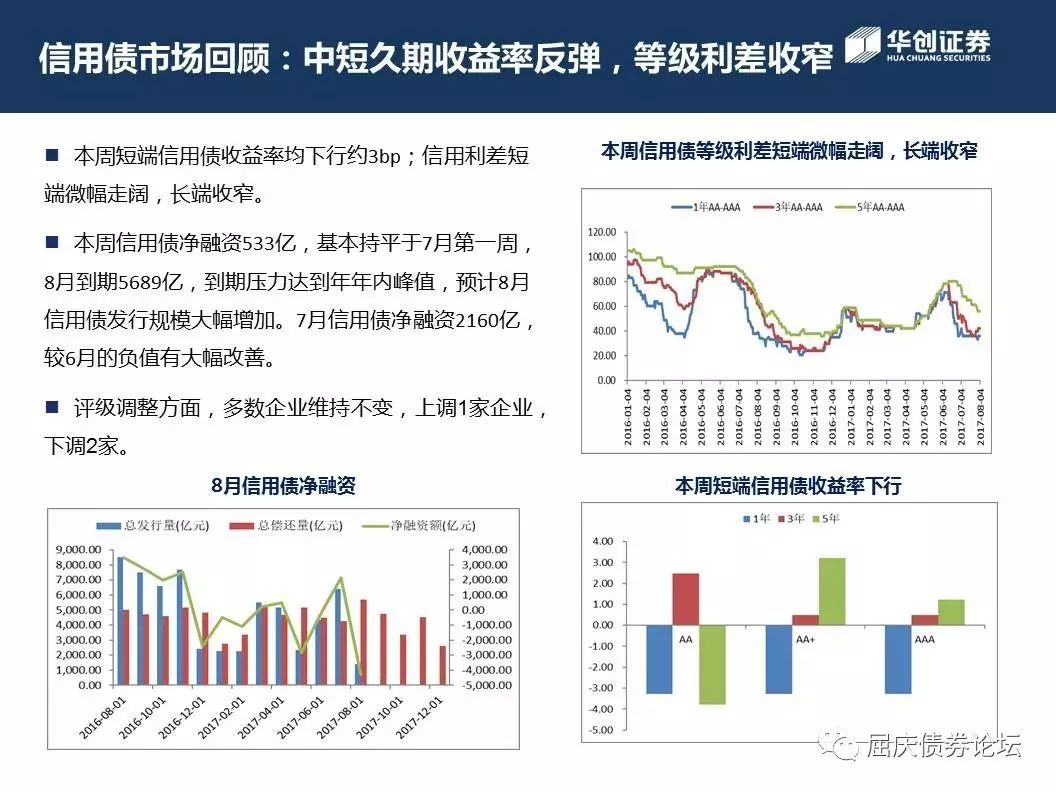 信用债市场回顾：中短久期收益率反弹，等级利差收窄
华创证券
HUA CHUANG SECURITIES
本周短端信用债收益率均下行约3bp；信用利差短
端微幅走阔，长端收窄。
本周信用债净融资533亿，基本持平于7月第一周，
8月到期5689亿，到期压力达到年年内峰值，预计8月
信用债发行规模大幅增加。7月信用债净融资2160亿，
较6月的负值有大幅改善。
评级调整方面，多数企业维持不变，上调1家企业，
下调2家。
本周信用债等级利差短端微幅走阔，长端收窄
1年AA-AAA 3年AA-AAA 5年AA-AAA
120.00
100.00
80.00
60.00
40.00
20.00
0.00
2016-01-04
2016-02-04
2016-03-04
2016-04-04
2016-05-04
2016-06-04
2016-07-04
2016-08-04
2016-09-04
2016-10-04
2016-11-04
2016-12-04
2017-01-04
2017-02-04
2017-03-04
2017-04-04
2017-05-04
2017-06-04
2017-07-04
2017-08-04
8月信用债净融资
总发行量(亿元) 总偿还量(亿元) 净融资额(亿元)
9,000.00 4,000.00
8,000.00 3,000.00
7,000.00 2,000.00
6,000.00 1,000.00
5,000.00 0.00
4,000.00 -1,000.00
3,000.00 -2,000.00
2,000.00 -3,000.00
1,000.00 -4,000.00
0.00 -5,000.00
2016-08-01
2016-10-01
2016-12-01
2017-02-01
2017-04-01
2017-06-01
2017-08-01
2017-10-01
2017-12-01
本周短端信用债收益率下行
1年 3年 5年
4.00
3.00
2.00
1.00
0.00
-1.00
-2.00
-3.00
-4.00
-5.00
AA AA+ AAA
屈庆债券论坛